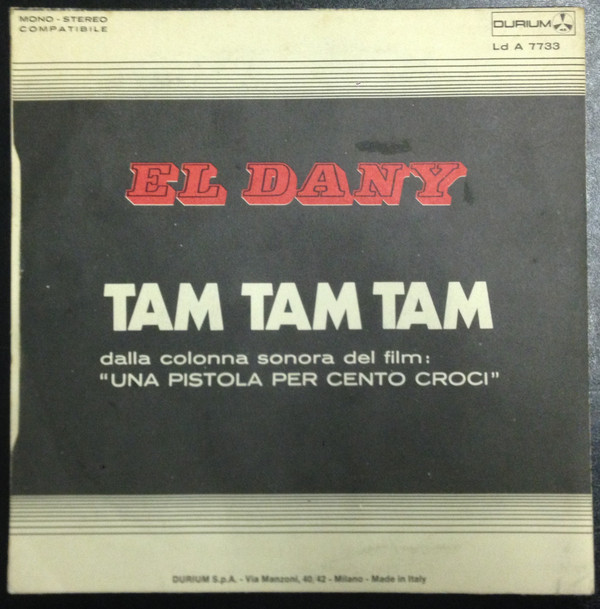 MONO - STEREO
COMPATIBILE
DURIUM
Ld A 7733
EL DANY
TAM TAM TAM
dalla colonna sonora del film:
“UNA PISTOLA PER CENTO CROCI”
DURIUM S.p.A. - Via Manzoni, 40/42 - Milano - Made in Italy